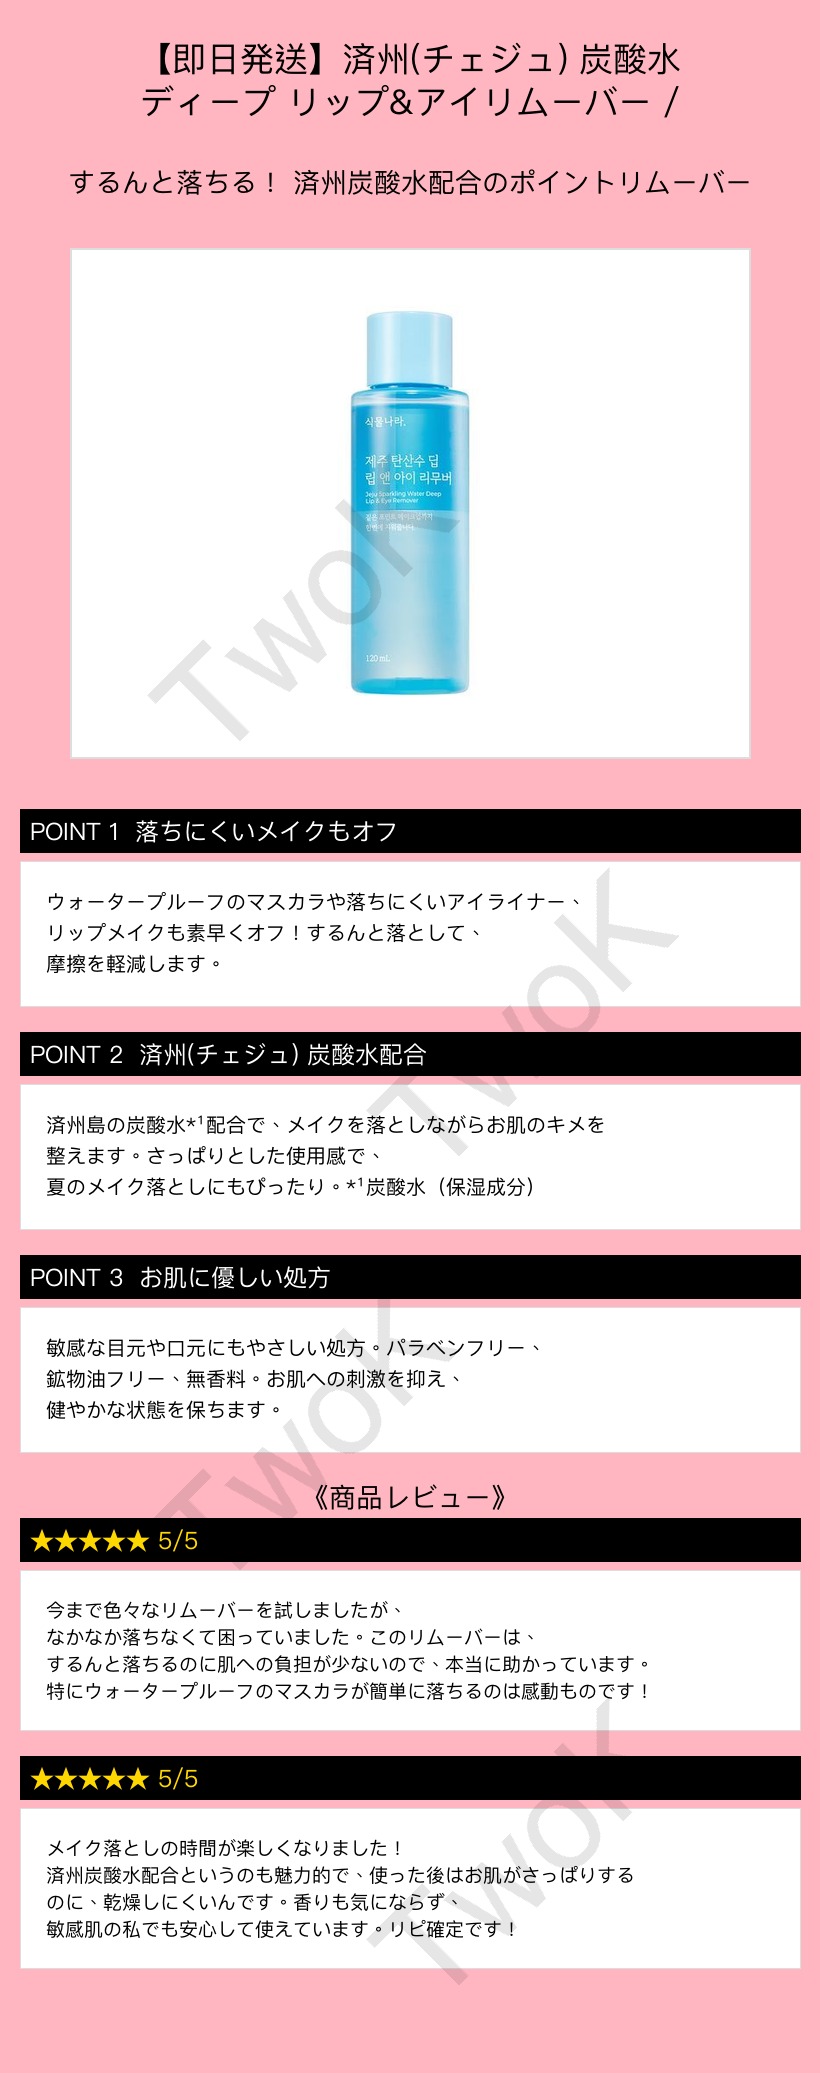 【即日発送】済州(チェジュ) 炭酸水
ディープ リップ&アイリムーバー /
するんと落ちる！ 済州炭酸水配合のポイントリムーバー
식물나라.
제주 탄산수 딥
립 앤 아이 리무버
Jeju Sparkling Water Deep
Lip & Eye Remover
짙은 포인트 메이크업까지
한번에 지워줍니다.
120 mL
TwoK
POINT 1 落ちにくいメイクもオフ
ウォータープルーフのマスカラや落ちにくいアイライナー、
リップメイクも素早くオフ！するんと落として、
摩擦を軽減します。
TwoK
POINT 2 済州(チェジュ) 炭酸水配合
済州島の炭酸水*¹配合で、メイクを落としながらお肌のキメを
整えます。さっぱりとした使用感で、
夏のメイク落としにもぴったり。*¹炭酸水（保湿成分）
POINT 3 お肌に優しい処方
敏感な目元や口元にもやさしい処方。パラベンフリー、
鉱物油フリー、無香料。お肌への刺激を抑え、
健やかな状態を保ちます。
TwoK
《商品レビュー》
★★★★★ 5/5
今まで色々なリムーバーを試しましたが、
なかなか落ちなくて困っていました。このリムーバーは、
するんと落ちるのに肌への負担が少ないので、本当に助かっています。
特にウォータープルーフのマスカラが簡単に落ちるのは感動ものです！
★★★★★ 5/5
メイク落としの時間が楽しくなりました！
済州炭酸水配合というのも魅力的で、使った後はお肌がさっぱりする
のに、乾燥しにくいんです。香りも気にならず、
敏感肌の私でも安心して使えています。リピ確定です！
TwoK